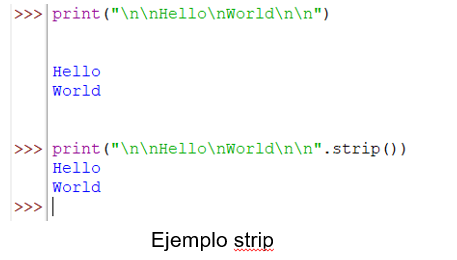 >>> print("\n\nHello\nWorld\n\n")
Hello
World
>>> print("\n\nHello\nWorld\n\n".strip())
Hello
World
>>>
Ejemplo strip